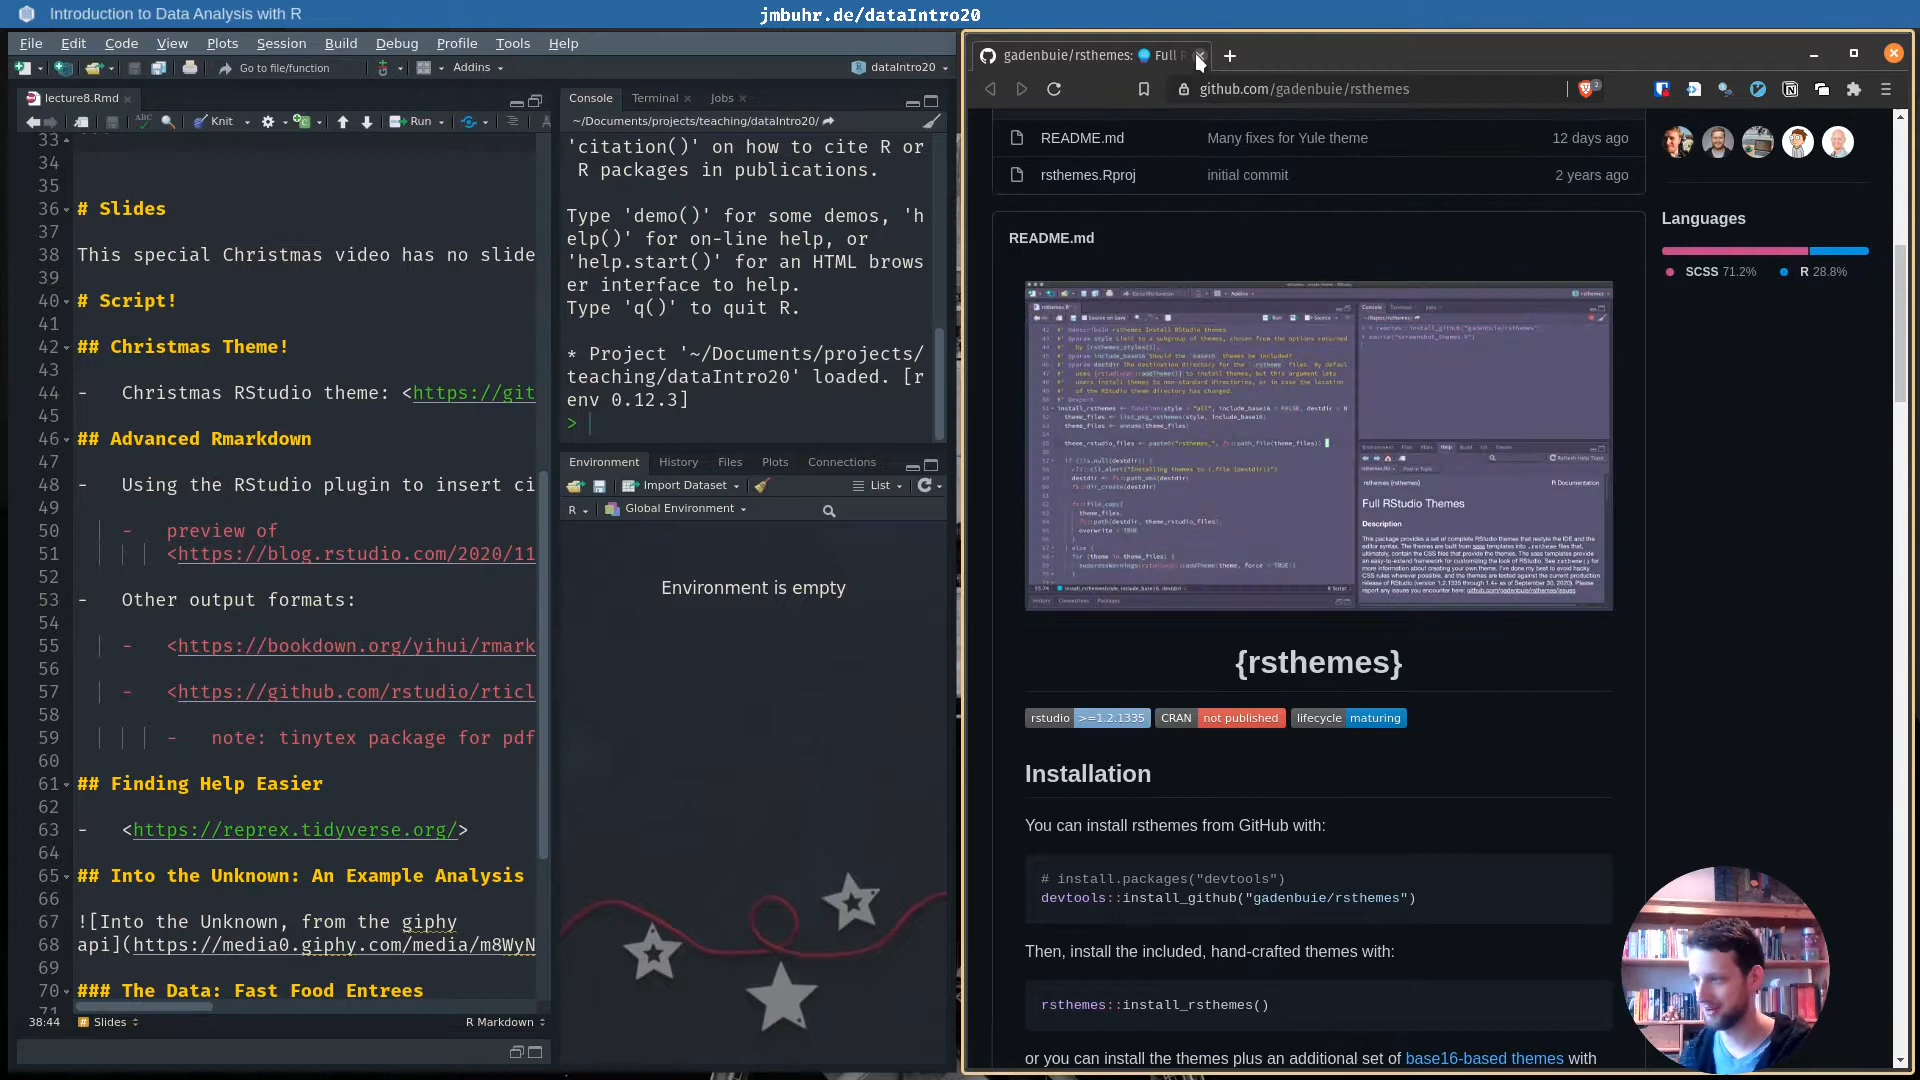 Introduction to Data Analysis with R
jmbuhr.de/dataIntro20
File Edit Code View Plots Session Build Debug Profile Tools Help
Go to file/function
Addins
dataIntro20
lecture8.Rmd
Knit
Run
33
34
35
36 # Slides
37
38 This special Christmas video has no slide
39
40 # Script!
41
42 ## Christmas Theme!
43
44 - Christmas RStudio theme: <https://git
45
46 ## Advanced Rmarkdown
47
48 - Using the RStudio plugin to insert ci
49
50 - preview of
51 <https://blog.rstudio.com/2020/11
52
53 - Other output formats:
54
55 - <https://bookdown.org/yihui/rmark
56
57 - <https://github.com/rstudio/rticl
58
59 - note: tinytex package for pdf
60
61 ## Finding Help Easier
62
63 - <https://reprex.tidyverse.org/>
64
65 ## Into the Unknown: An Example Analysis
66
67 ![Into the Unknown, from the giphy
68 api](https://media0.giphy.com/media/m8WyN
69
70 ### The Data: Fast Food Entrees
71
38:44 # Slides R Markdown
Console Terminal Jobs
~/Documents/projects/teaching/dataIntro20/
'citation()' on how to cite R or
R packages in publications.
Type 'demo()' for some demos, 'h
elp()' for on-line help, or
'help.start()' for an HTML brows
er interface to help.
Type 'q()' to quit R.
* Project '~/Documents/projects/
teaching/dataIntro20' loaded. [r
env 0.12.3]
>
Environment History Files Plots Connections
Import Dataset
List
R Global Environment
Environment is empty
gadenbuie/rsthemes: Full
github.com/gadenbuie/rsthemes
README.md Many fixes for Yule theme 12 days ago
rsthemes.Rproj initial commit 2 years ago
Languages
SCSS 71.2% R 28.8%
README.md
Full RStudio Themes
Description
{rsthemes}
rstudio >=1.2.1335 CRAN not published lifecycle maturing
Installation
You can install rsthemes from GitHub with:
# install.packages("devtools")
devtools::install_github("gadenbuie/rsthemes")
Then, install the included, hand-crafted themes with:
rsthemes::install_rsthemes()
or you can install the themes plus an additional set of base16-based themes with